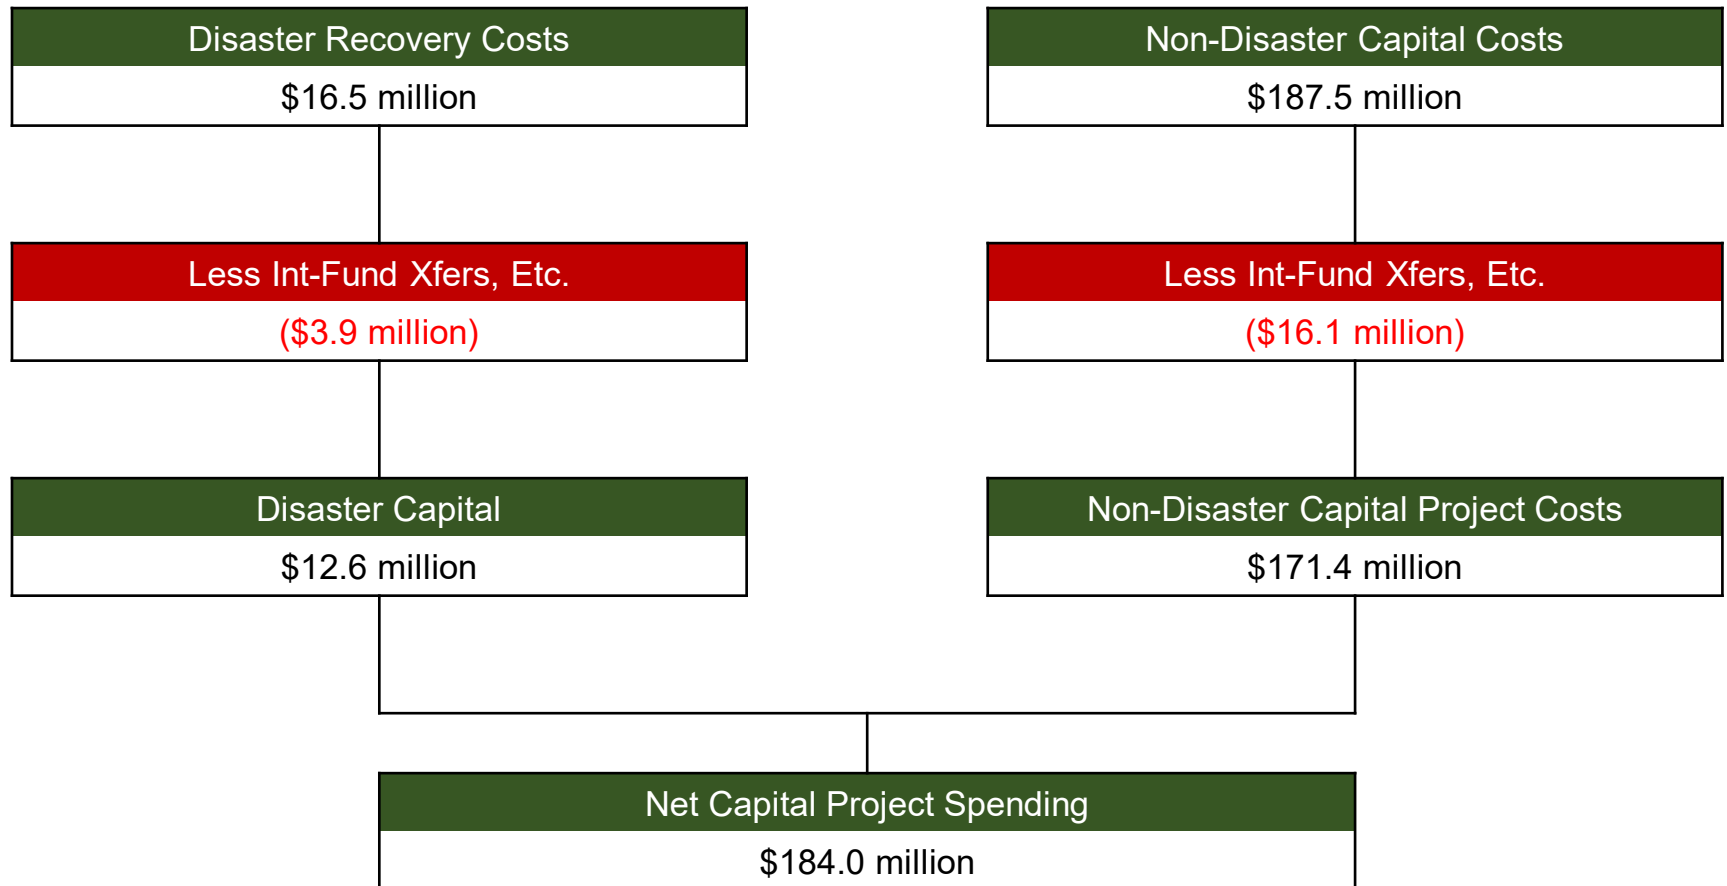 Disaster Recovery Costs
$16.5 million
Non-Disaster Capital Costs
$187.5 million
Less Int-Fund Xfers, Etc.
($3.9 million)
Less Int-Fund Xfers, Etc.
($16.1 million)
Disaster Capital
$12.6 million
Non-Disaster Capital Project Costs
$171.4 million
Net Capital Project Spending
$184.0 million